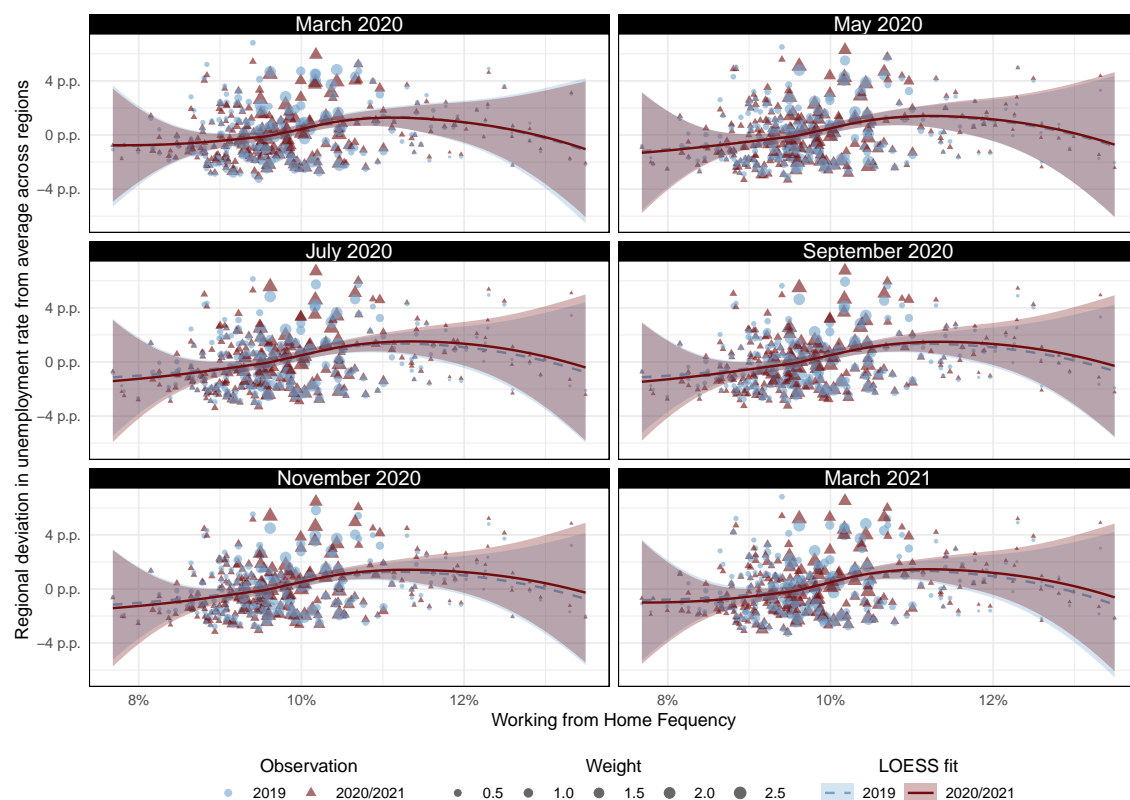 March 2020
May 2020
July 2020
September 2020
November 2020
March 2021
Regional deviation in unemployment rate from average across regions
4 p.p.
0 p.p.
−4 p.p.
4 p.p.
0 p.p.
−4 p.p.
4 p.p.
0 p.p.
−4 p.p.
8%
10%
12%
8%
10%
12%
Working from Home Fequency
Observation
2019
2020/2021
Weight
0.5
1.0
1.5
2.0
2.5
LOESS fit
2019
2020/2021